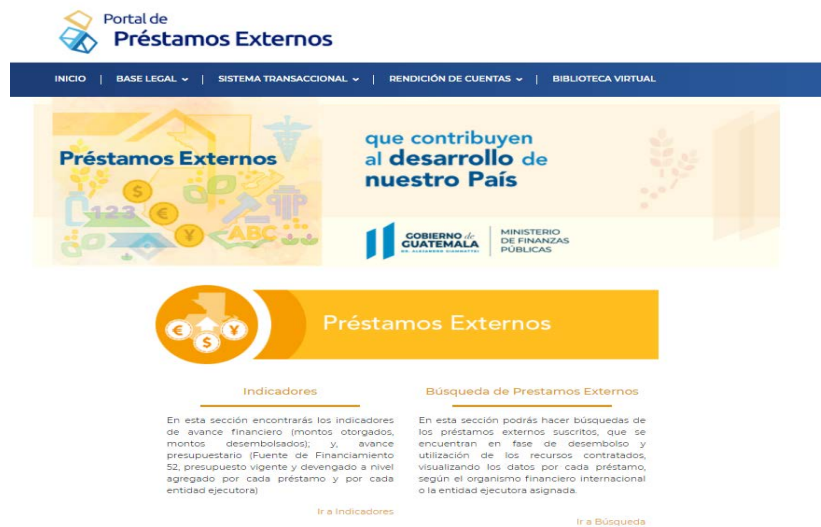 Portal de
Préstamos Externos
INICIO | BASE LEGAL | SISTEMA TRANSACCIONAL | RENDICIÓN DE CUENTAS | BIBLIOTECA VIRTUAL
Préstamos Externos
$
123
€
¥
ABC
que contribuyen
al desarrollo de
nuestro País
GOBIERNO de
GUATEMALA
DR. ALEJANDRO GIAMMATTEI
MINISTERIO
DE FINANZAS
PÚBLICAS
€ $ ¥
Préstamos Externos
Indicadores
En esta sección encontrarás los indicadores
de avance financiero (montos otorgados,
montos desembolsados); y, avance
presupuestario (Fuente de Financiamiento
52, presupuesto vigente y devengado a nivel
agregado por cada préstamo y por cada
entidad ejecutora)
Ir a Indicadores
Búsqueda de Prestamos Externos
En esta sección podrás hacer búsquedas de
los préstamos externos suscritos, que se
encuentran en fase de desembolso y
utilización de los recursos contratados,
visualizando los datos por cada préstamo,
según el organismo financiero internacional
o la entidad ejecutora asignada.
Ir a Búsqueda